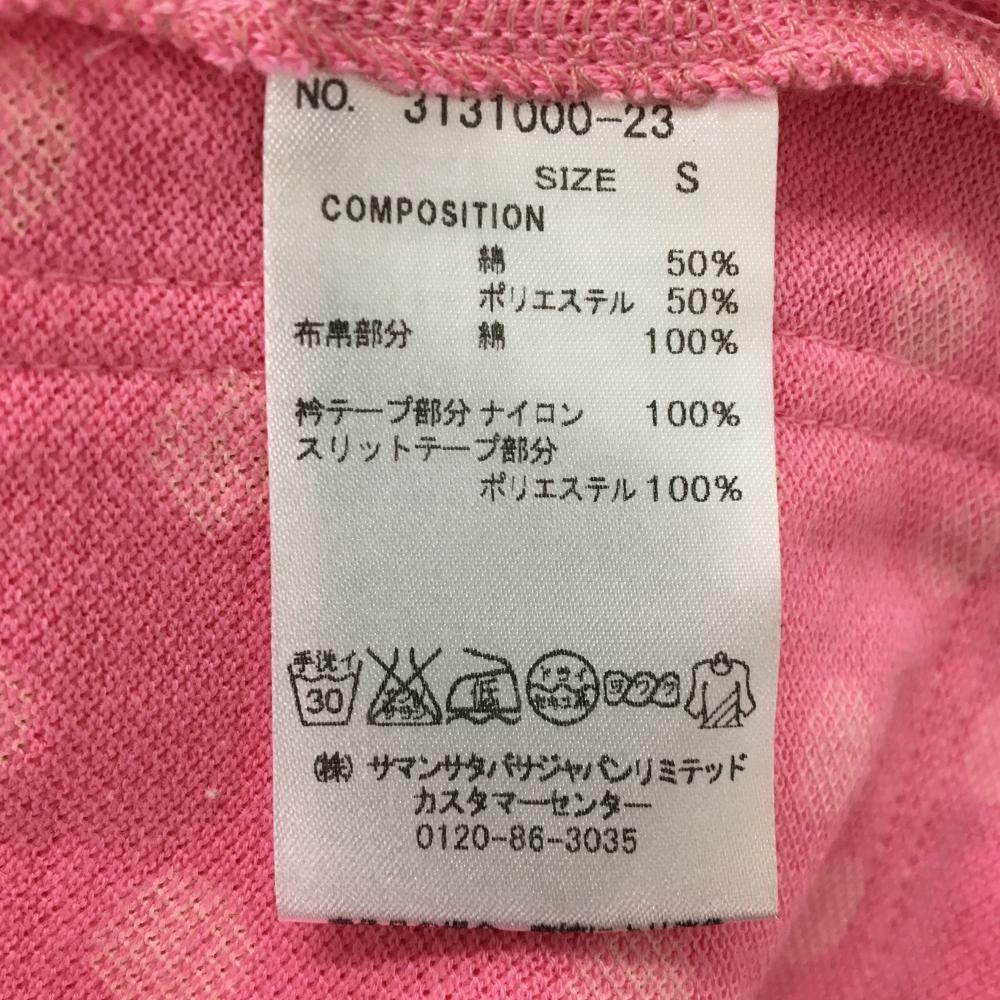 NO. 3131000-23
SIZE S
COMPOSITION
綿 50%
ポリエステル 50%
布帛部分 綿 100%
衿テープ部分 ナイロン 100%
スリットテープ部分
ポリエステル 100%
手洗イ 30 低 ドライ セキユ系
(株) サマンサタバサジャパンリミテッド
カスタマーセンター
0120-86-3035